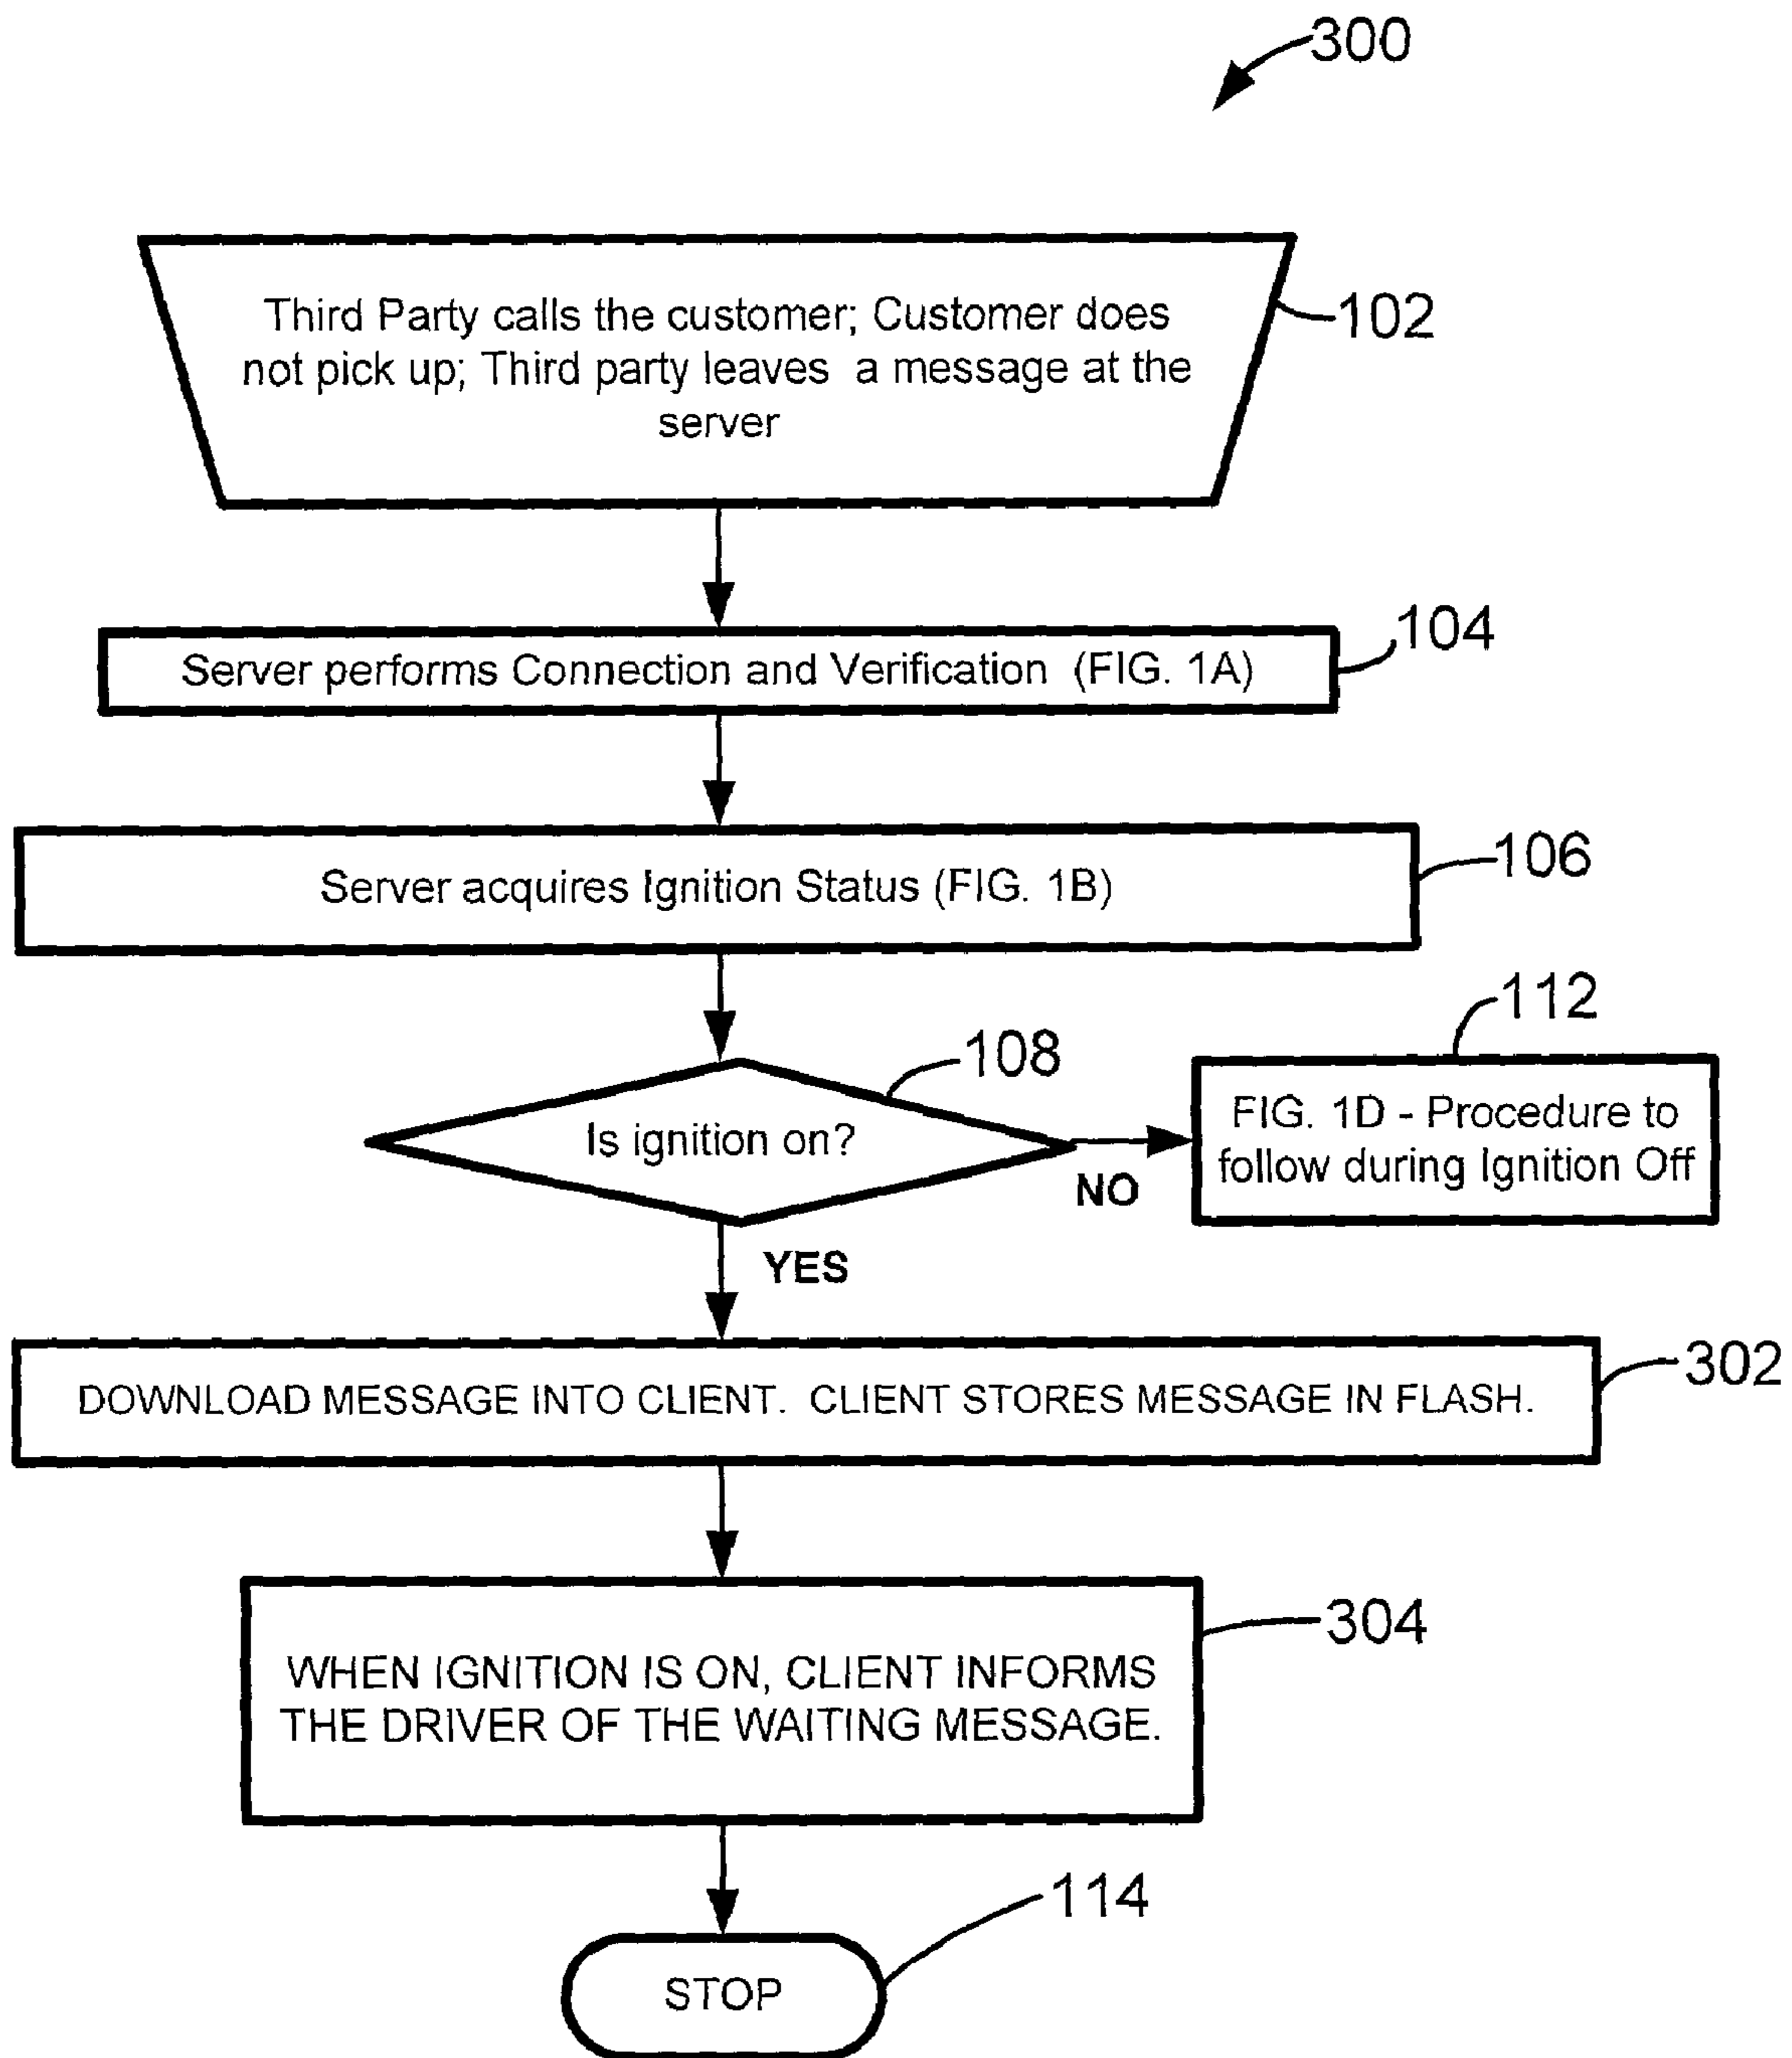 300
Third Party calls the customer; Customer does
not pick up; Third party leaves a message at the
server
102
Server performs Connection and Verification (FIG. 1A)
104
Server acquires Ignition Status (FIG. 1B)
106
Is ignition on?
108
NO
FIG. 1D - Procedure to
follow during Ignition Off
112
YES
DOWNLOAD MESSAGE INTO CLIENT. CLIENT STORES MESSAGE IN FLASH.
302
WHEN IGNITION IS ON, CLIENT INFORMS
THE DRIVER OF THE WAITING MESSAGE.
304
STOP
114